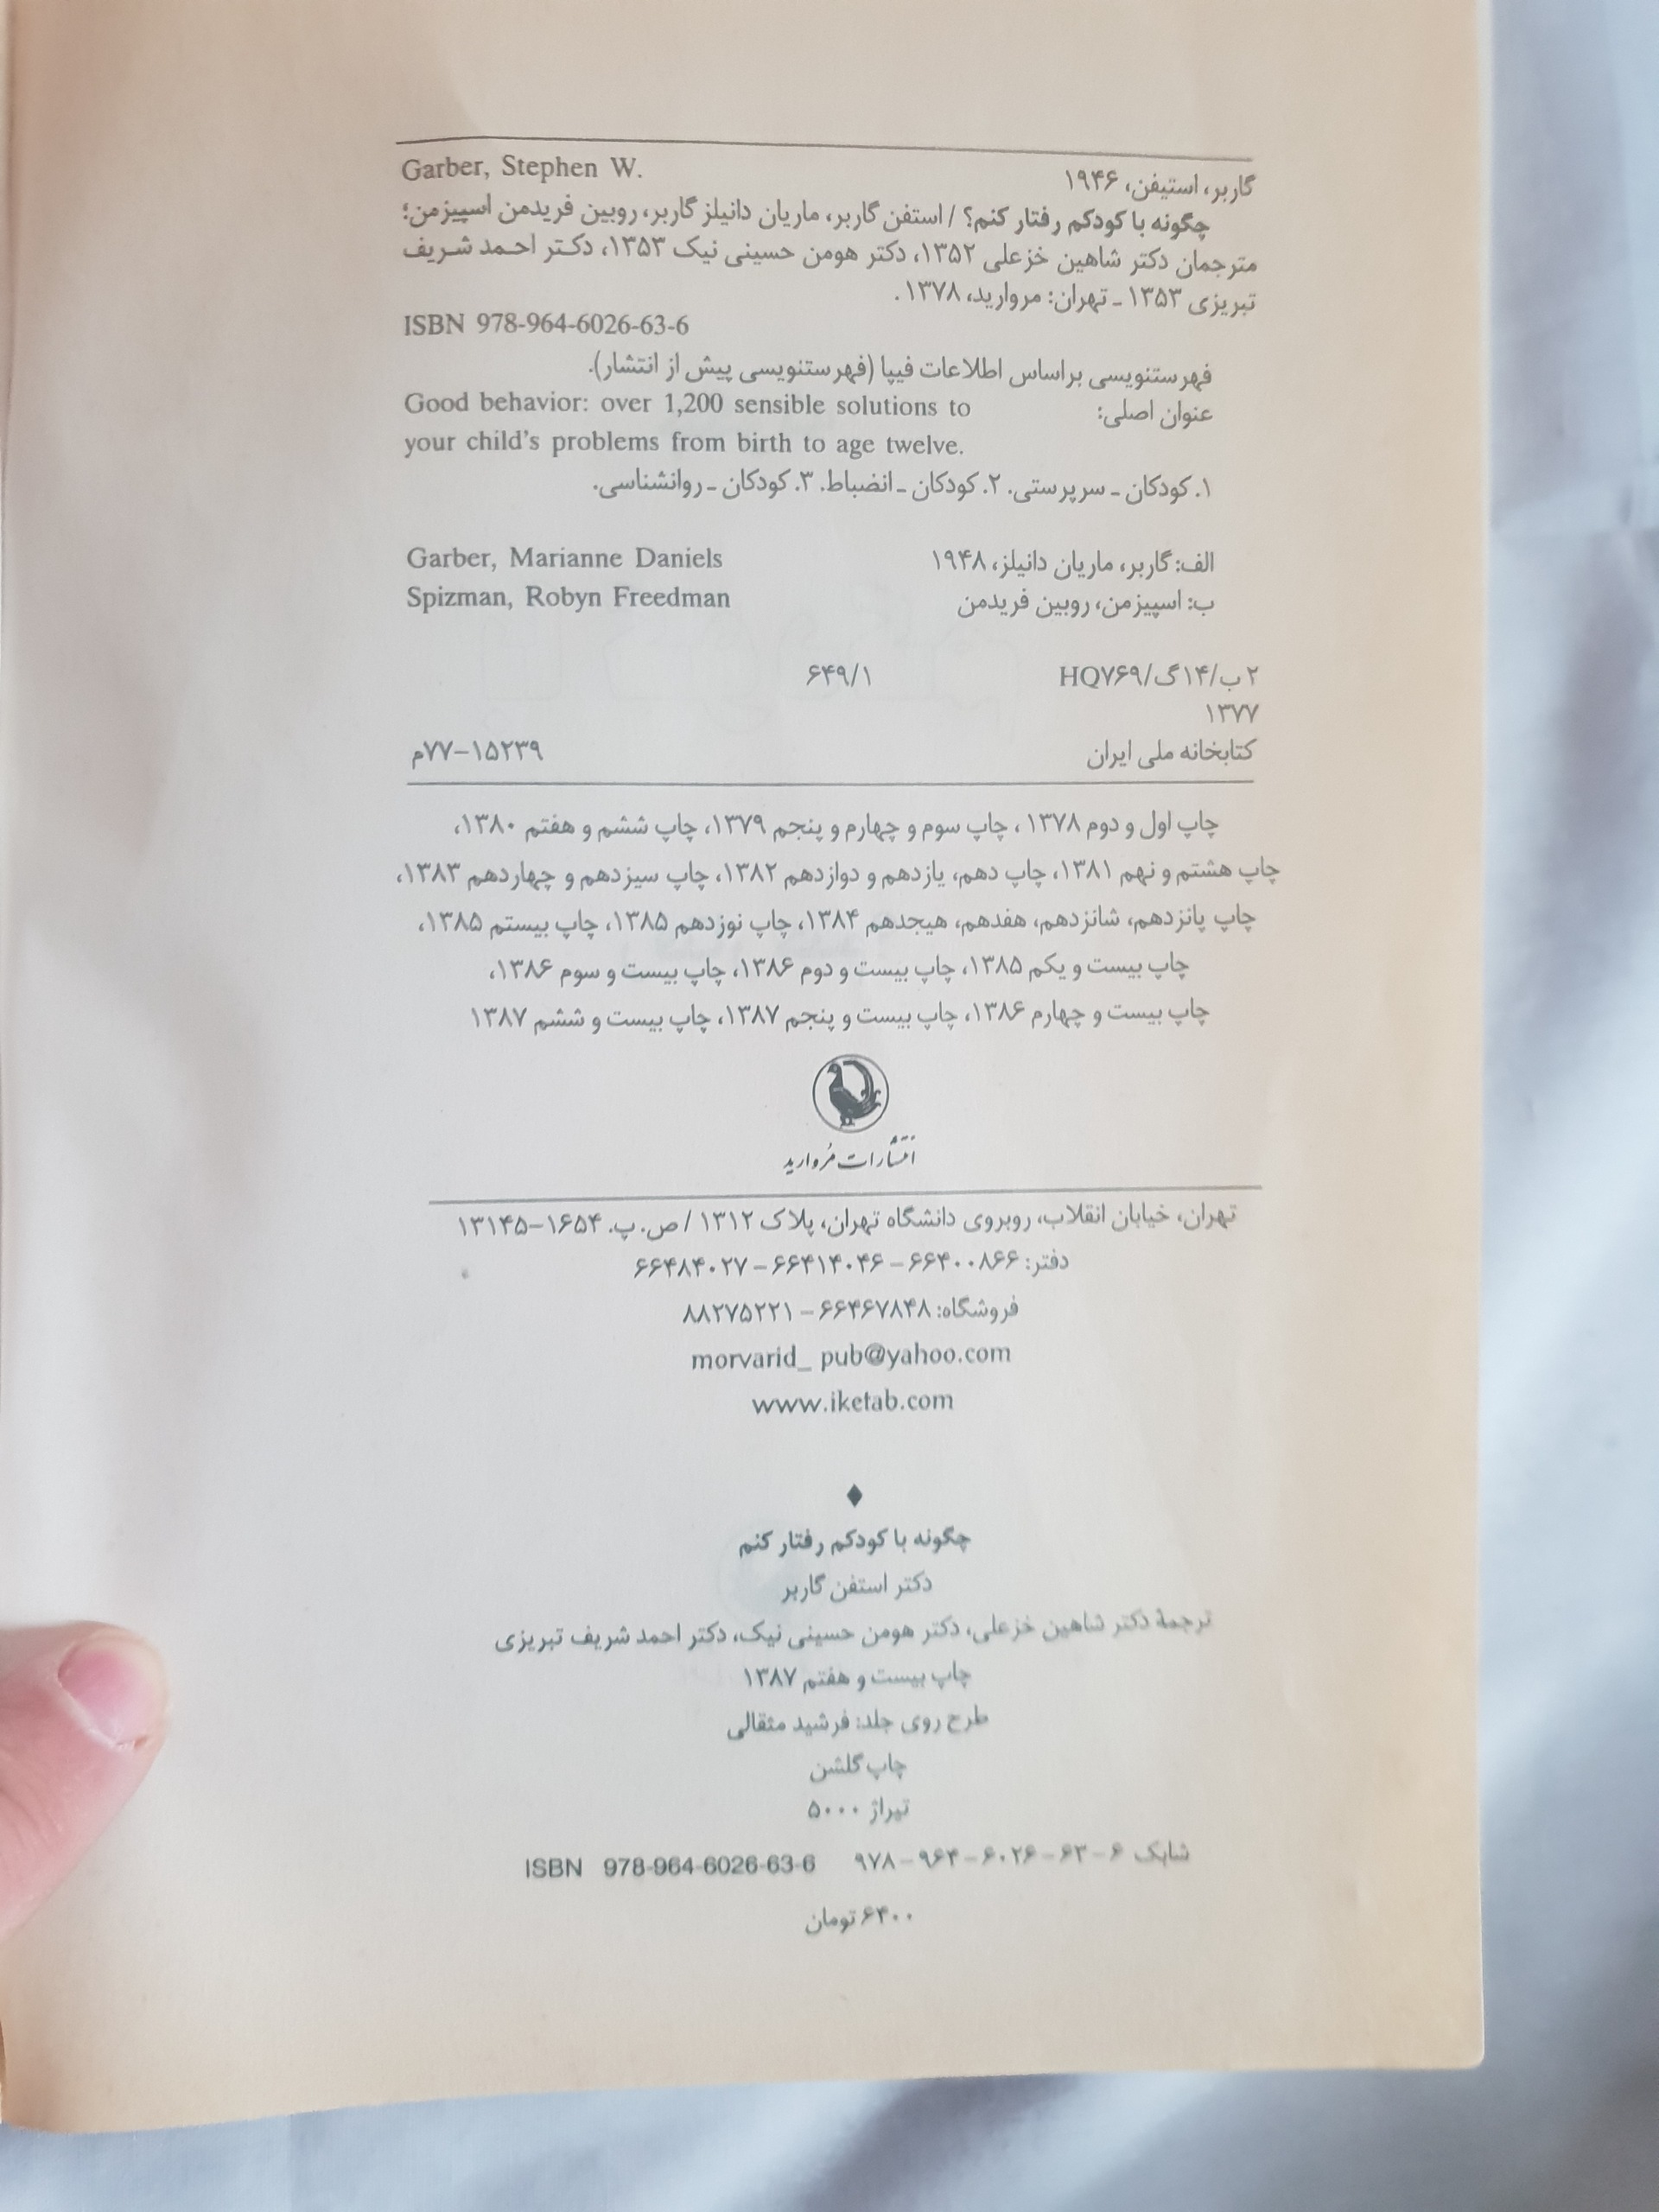 گاربر، استیفن، ۱۹۴۶ Garber, Stephen W.
چگونه با کودکم رفتار کنم؟ / استفن گاربر، ماریان دانیلز گاربر، روبین فریدمن اسپیزمن؛
مترجمان دکتر شاهین خزعلی ۱۳۵۲، دکتر هومن حسینی نیک ۱۳۵۳، دکتر احمد شریف
تبریزی ۱۳۵۳ ـ تهران: مروارید، ۱۳۷۸.
ISBN 978-964-6026-63-6
فهرستنویسی براساس اطلاعات فیپا (فهرستنویسی پیش از انتشار).
عنوان اصلی: Good behavior: over 1,200 sensible solutions to
your child's problems from birth to age twelve.
۱. کودکان ـ سرپرستی. ۲. کودکان ـ انضباط. ۳. کودکان ـ روانشناسی.
الف: گاربر، ماریان دانیلز، ۱۹۴۸ Garber, Marianne Daniels
ب: اسپیزمن، روبین فریدمن Spizman, Robyn Freedman
۲ ب/۱۴گ/HQ۷۶۹ ۶۴۹/۱
۱۳۷۷
کتابخانه ملی ایران ۱۵۲۳۹–۷۷م
چاپ اول و دوم ۱۳۷۸، چاپ سوم و چهارم و پنجم ۱۳۷۹، چاپ ششم و هفتم ۱۳۸۰،
چاپ هشتم و نهم ۱۳۸۱، چاپ دهم، یازدهم و دوازدهم ۱۳۸۲، چاپ سیزدهم و چهاردهم ۱۳۸۳،
چاپ پانزدهم، شانزدهم، هفدهم، هیجدهم ۱۳۸۴، چاپ نوزدهم ۱۳۸۵، چاپ بیستم ۱۳۸۵،
چاپ بیست و یکم ۱۳۸۵، چاپ بیست و دوم ۱۳۸۶، چاپ بیست و سوم ۱۳۸۶،
چاپ بیست و چهارم ۱۳۸۶، چاپ بیست و پنجم ۱۳۸۷، چاپ بیست و ششم ۱۳۸۷
انتشارات مروارید
تهران، خیابان انقلاب، روبروی دانشگاه تهران، پلاک ۱۳۱۲ / ص. پ. ۱۶۵۴–۱۳۱۴۵
دفتر: ۶۶۴۰۰۸۶۶ – ۶۶۴۱۴۰۴۶ – ۶۶۴۸۴۰۲۷
فروشگاه: ۶۶۴۶۷۸۴۸ – ۸۸۲۷۵۲۲۱
morvarid_ pub@yahoo.com
www.iketab.com
چگونه با کودکم رفتار کنم
دکتر استفن گاربر
ترجمهٔ دکتر شاهین خزعلی، دکتر هومن حسینی نیک، دکتر احمد شریف تبریزی
چاپ بیست و هفتم ۱۳۸۷
طرح روی جلد: فرشید مثقالی
چاپ گلشن
تیراژ ۵۰۰۰
شابک ۶–۶۳–۶۰۲۶–۹۶۴–۹۷۸ ISBN 978-964-6026-63-6
۶۴۰۰ تومان